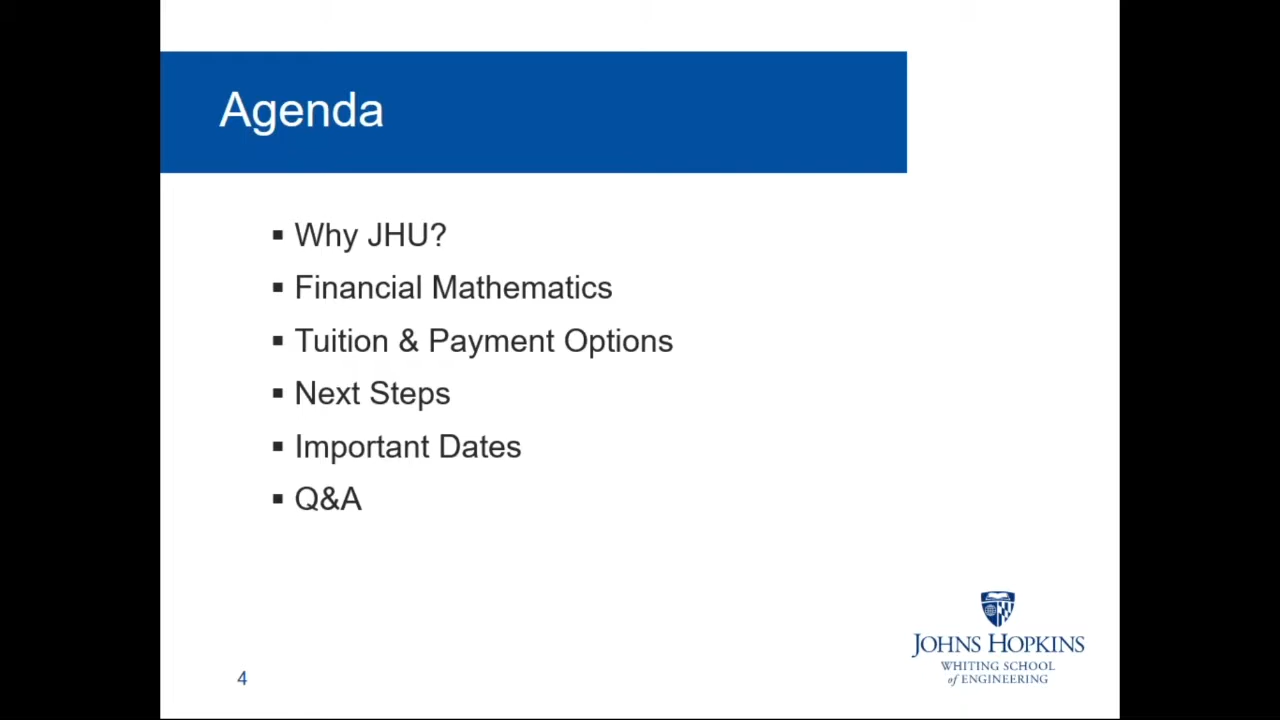 Agenda
▪ Why JHU?
▪ Financial Mathematics
▪ Tuition & Payment Options
▪ Next Steps
▪ Important Dates
▪ Q&A
JOHNS HOPKINS
WHITING SCHOOL
of ENGINEERING
4